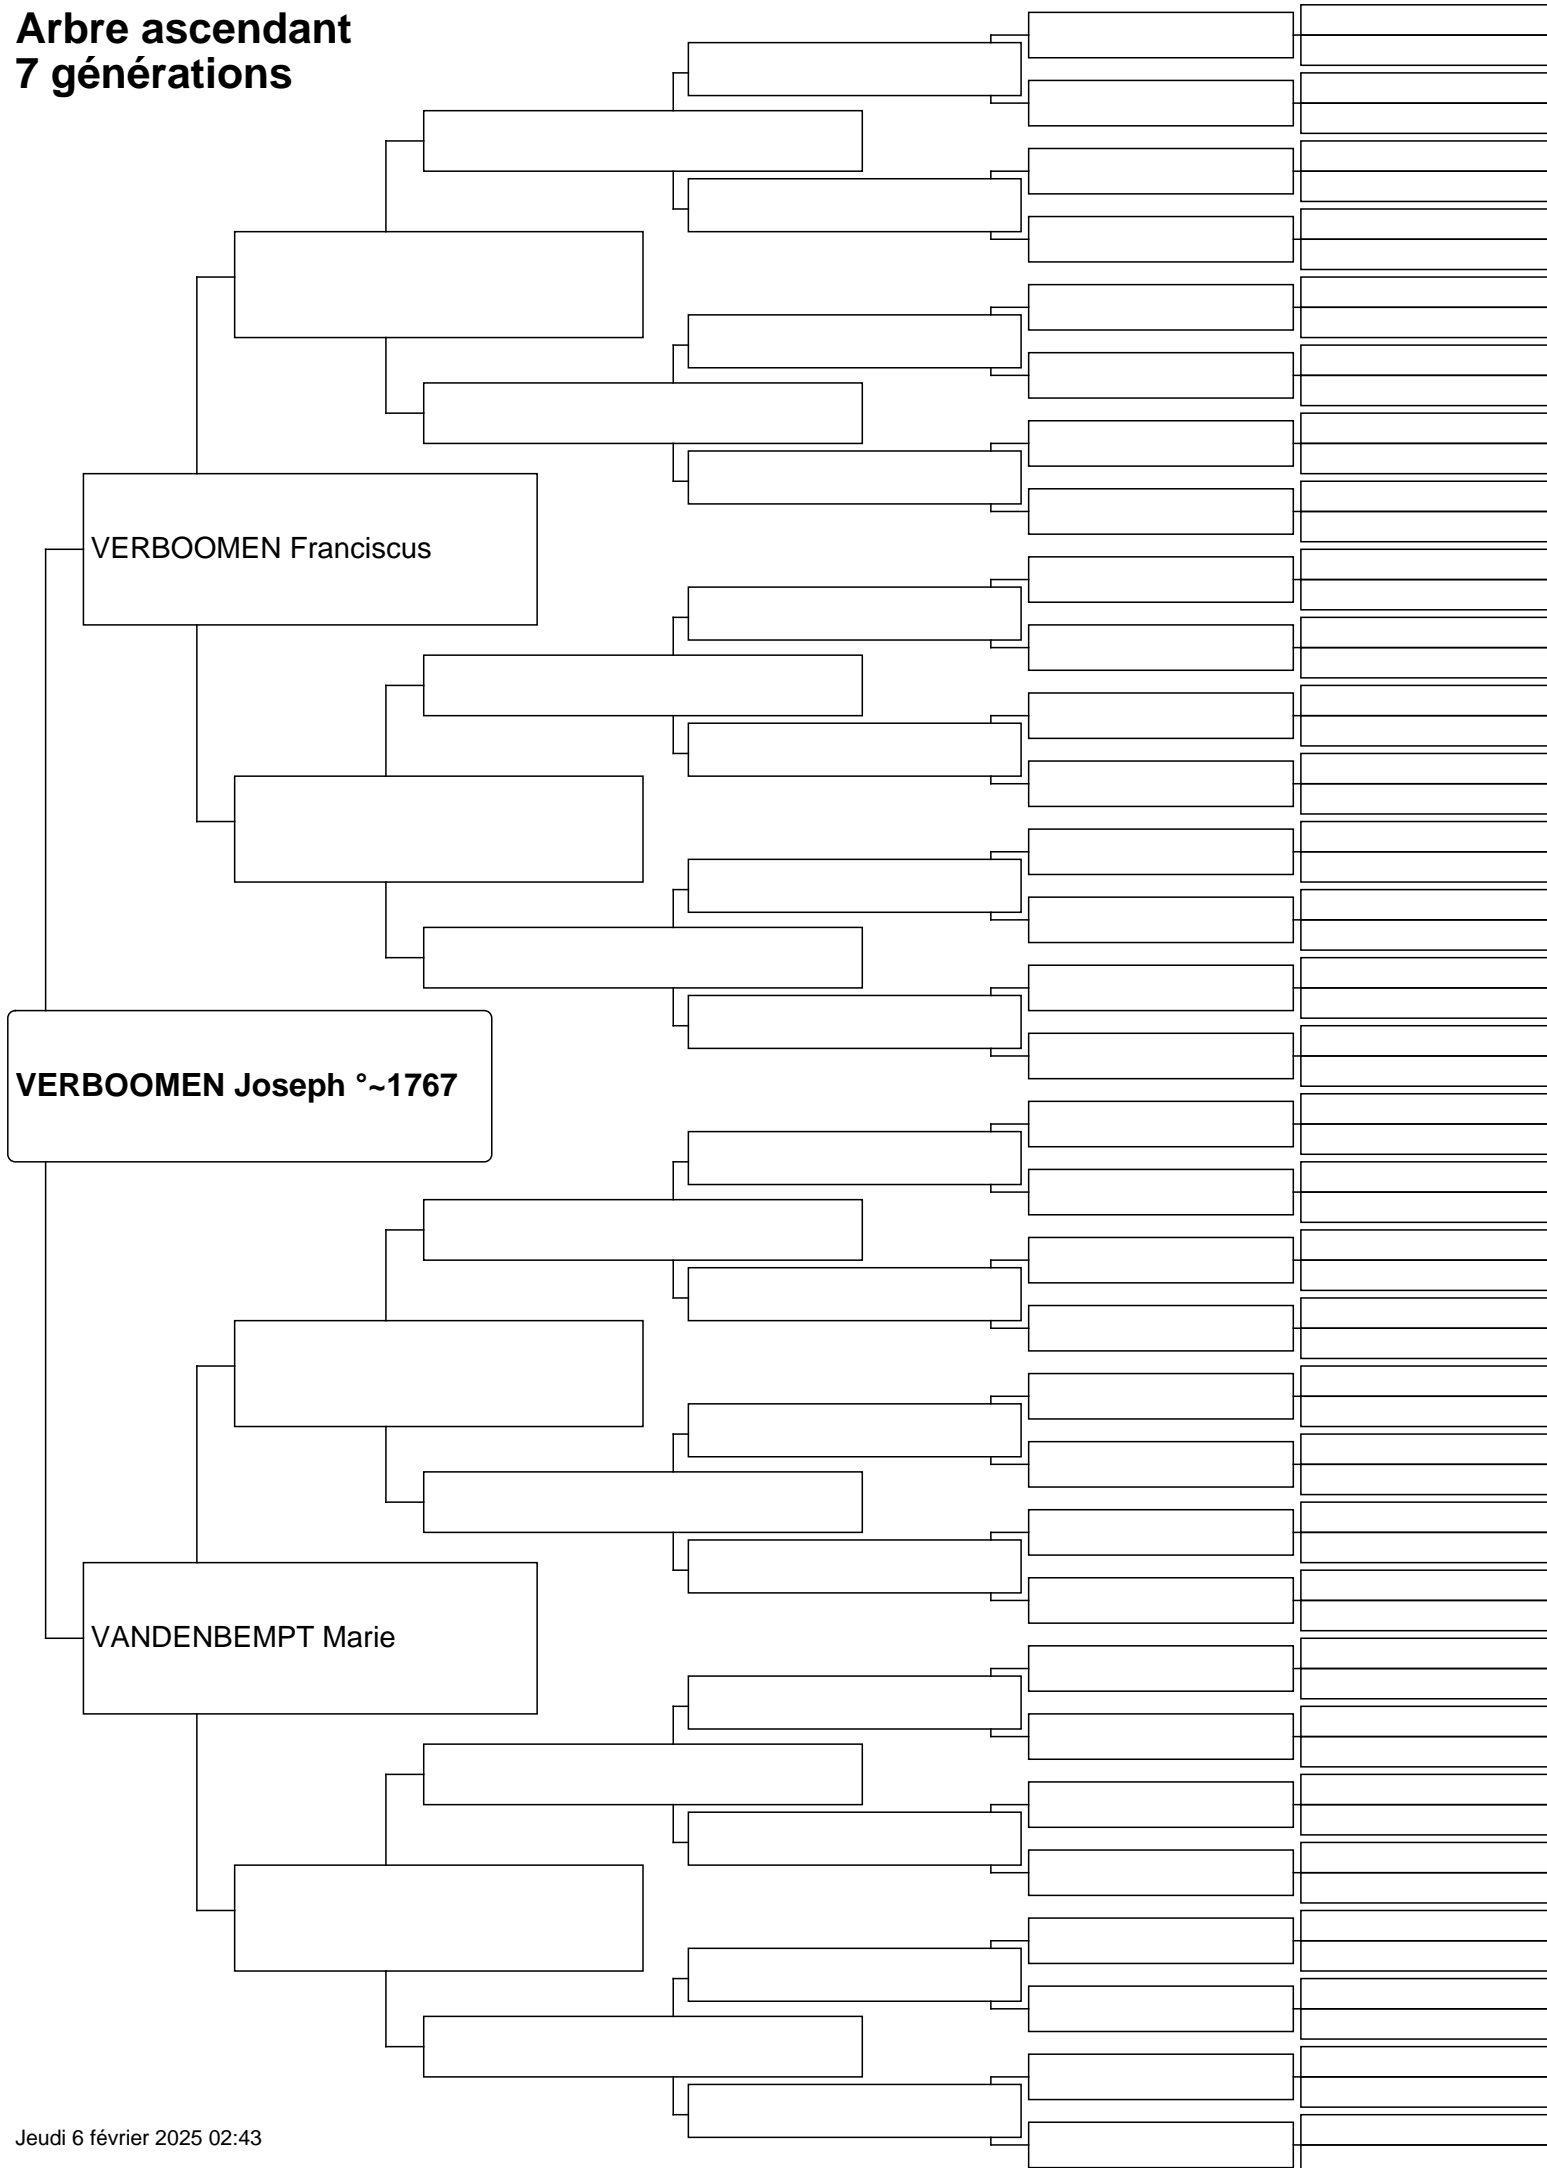 Arbre ascendant
7 générations
VERBOOMEN Franciscus
VERBOOMEN Joseph °~1767
VANDENBEMPT Marie
Jeudi 6 février 2025 02:43